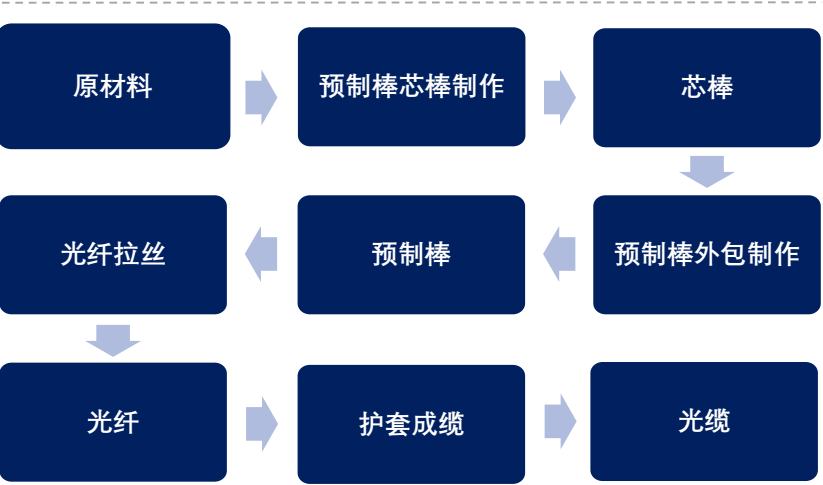 原材料
预制棒芯棒制作
芯棒
预制棒外包制作
预制棒
光纤拉丝
光纤
护套成缆
光缆